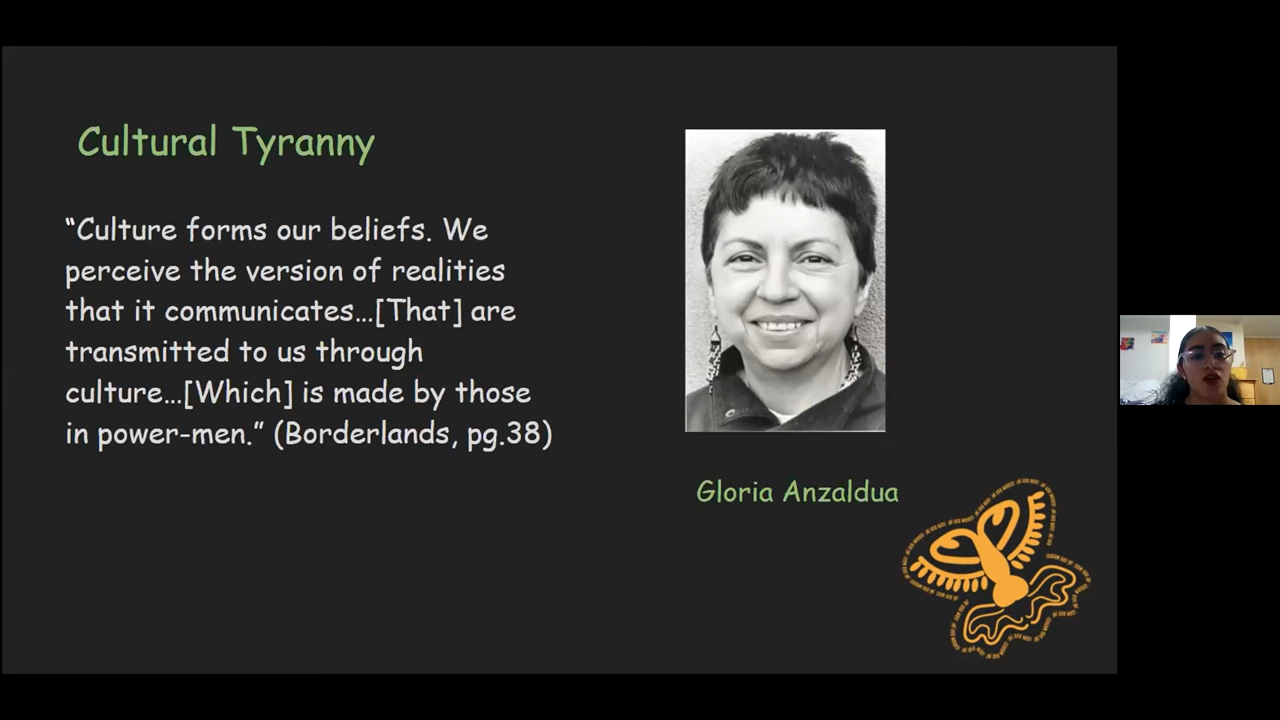 Cultural Tyranny
“Culture forms our beliefs. We
perceive the version of realities
that it communicates...[That] are
transmitted to us through
culture...[Which] is made by those
in power-men.” (Borderlands, pg.38)
Gloria Anzaldua